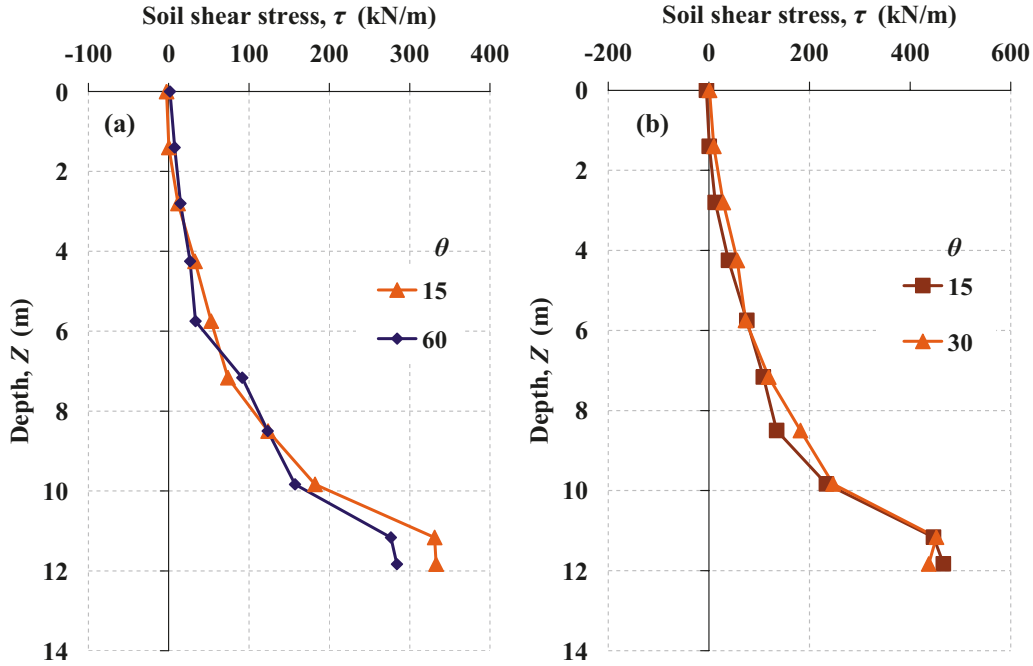 Soil shear stress, τ (kN/m)
-100 0 100 200 300 400
0
2
4
6
8
10
12
14
Depth, Z (m)
(a)
θ
15
60
Soil shear stress, τ (kN/m)
-200 0 200 400 600
0
2
4
6
8
10
12
14
Depth, Z (m)
(b)
θ
15
30